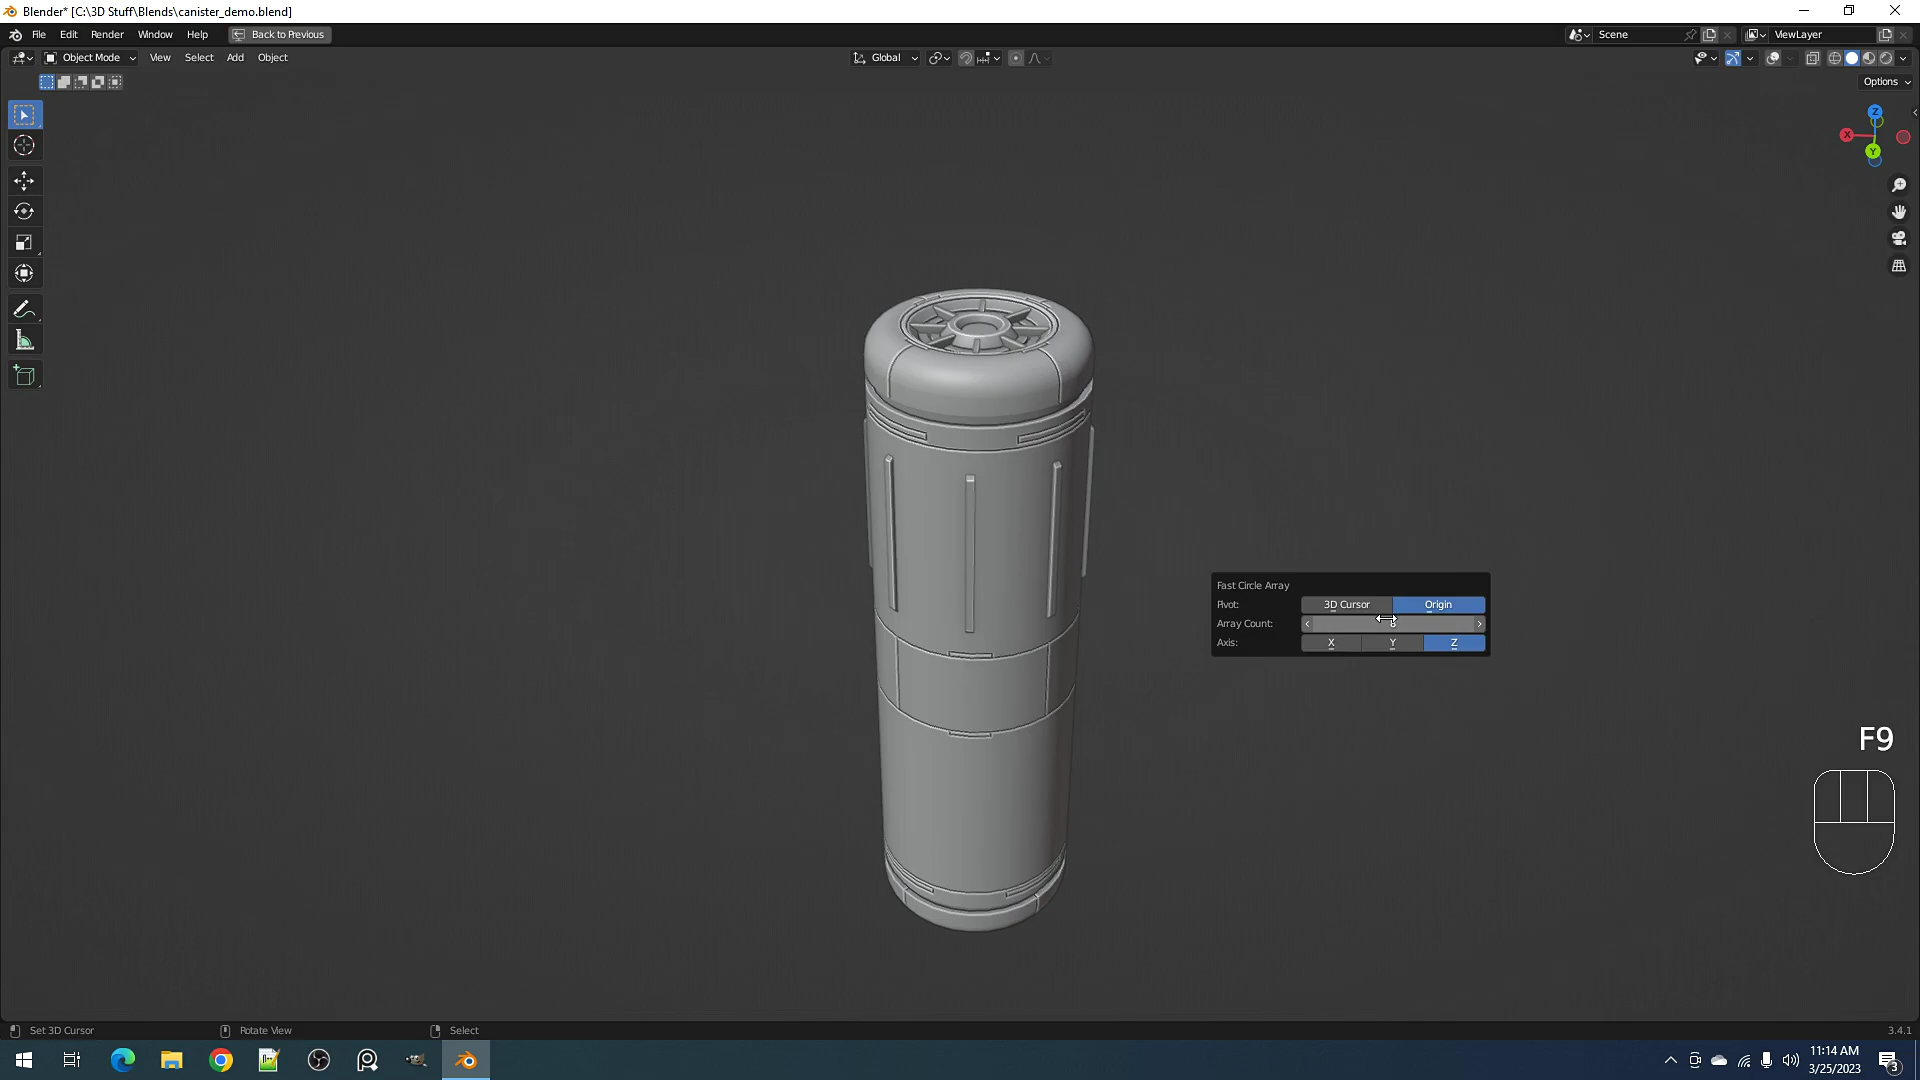 Blender* [C:\3D Stuff\Blends\canister_demo.blend]
File Edit Render Window Help Back to Previous Scene ViewLayer
Object Mode View Select Add Object Global
Options
Z
X
Y
Fast Circle Array
Pivot: 3D Cursor Origin
Array Count: 8
Axis: X Y Z
F9
Set 3D Cursor Rotate View Select 3.4.1
11:14 AM
3/25/2023
3